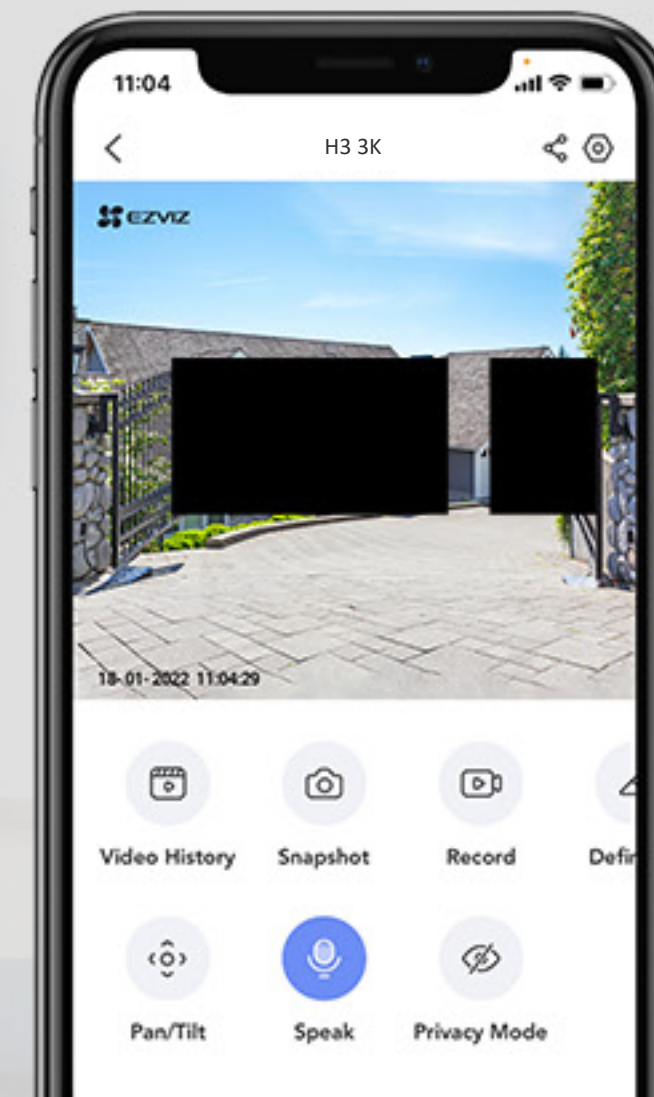 11:04
H3 3K
EZVIZ
18-01-2022 11:04:29
Video History
Snapshot
Record
Defin
Pan/Tilt
Speak
Privacy Mode